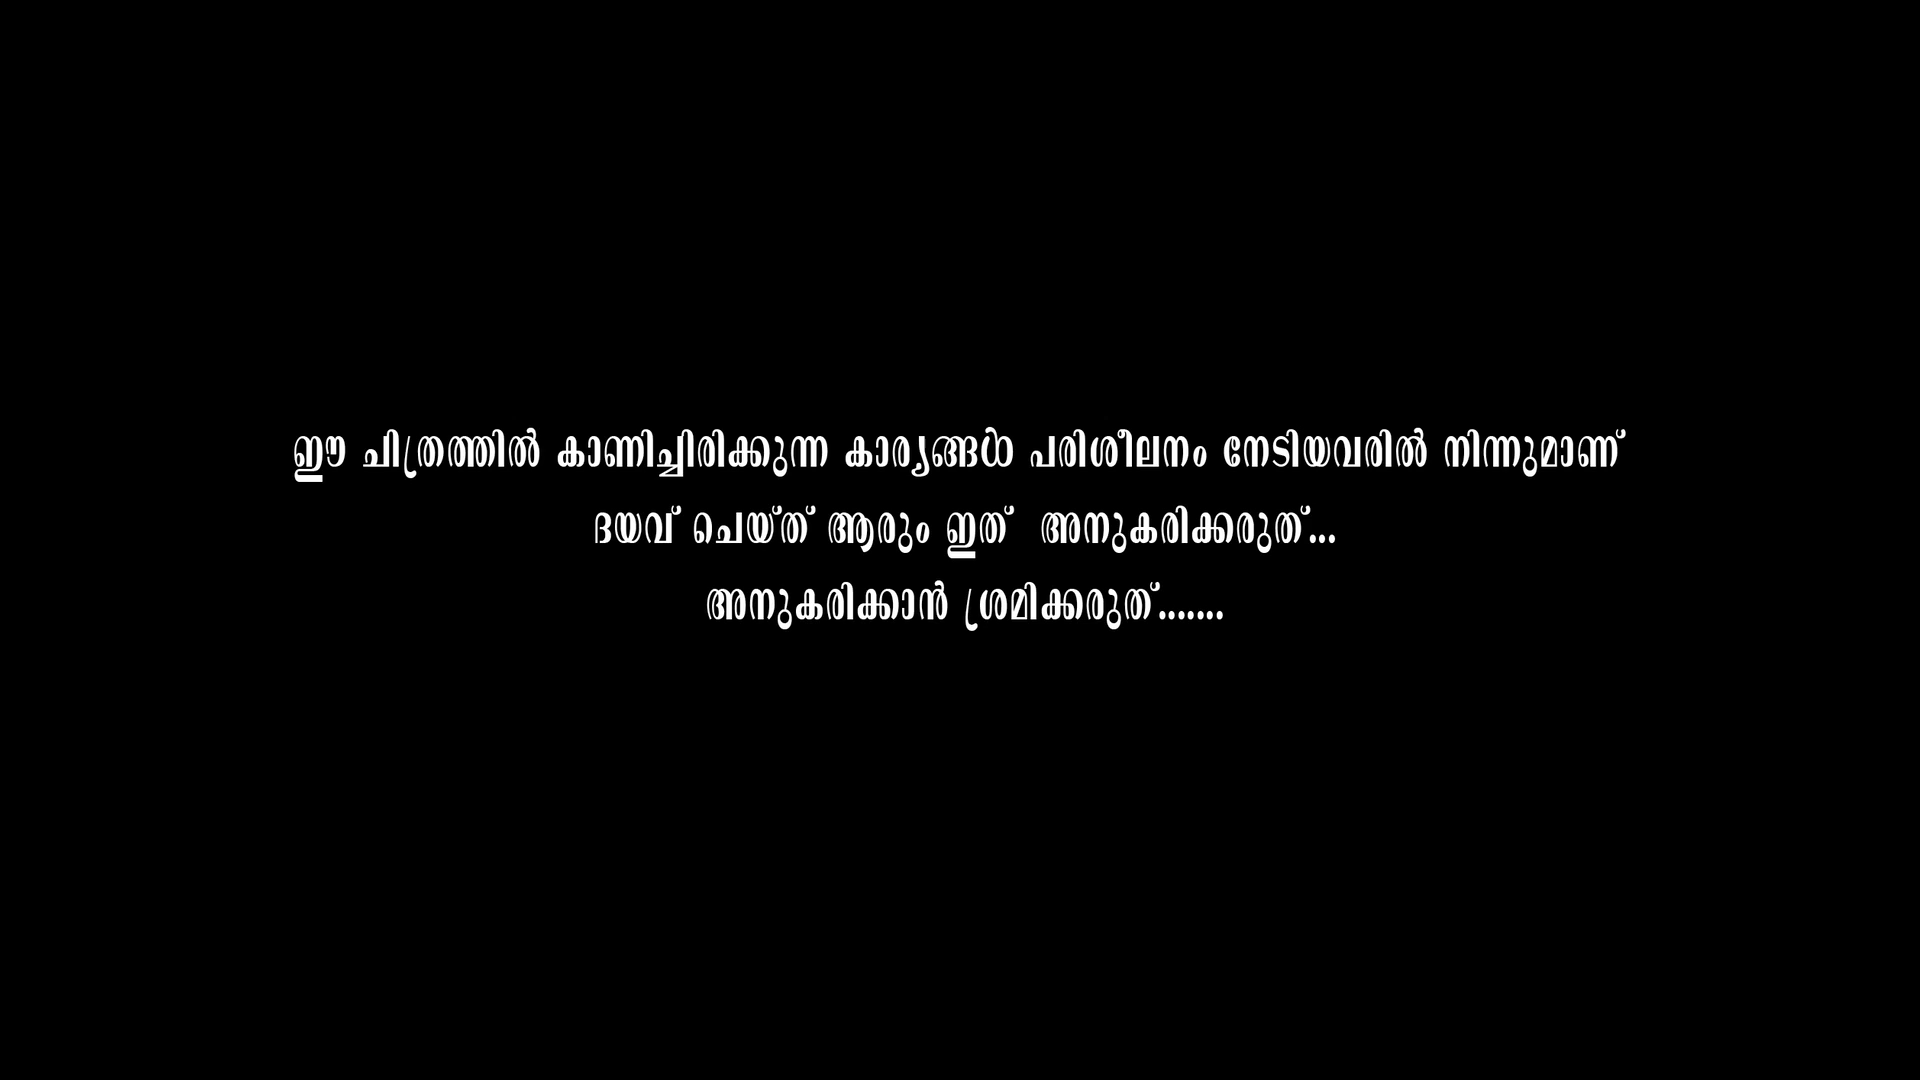 ഈ ചിത്രത്തിൽ കാണിച്ചിരിക്കുന്ന കാര്യങ്ങൾ പരിശീലനം നേടിയവരിൽ നിന്നുമാണ്
ദയവ് ചെയ്ത് ആരും ഇത് അനുകരിക്കരുത്...
അനുകരിക്കാൻ ശ്രമിക്കരുത്.......